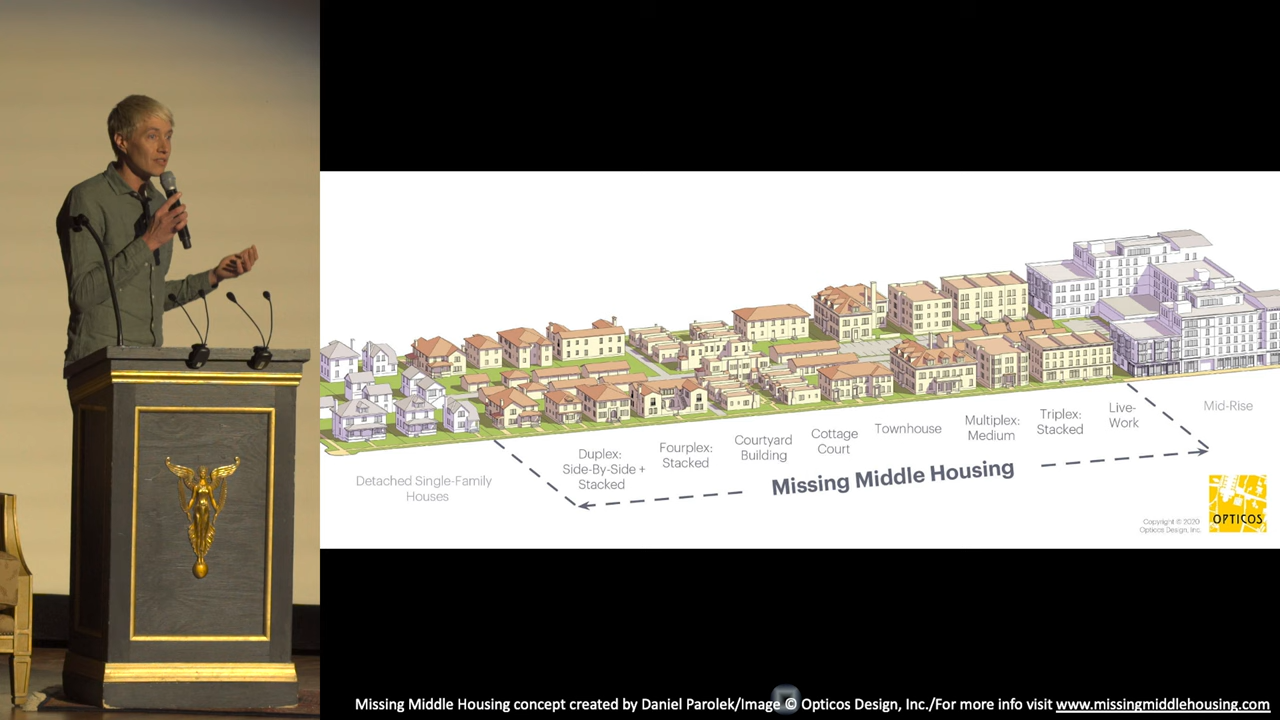 Detached Single-Family
Houses
Duplex:
Side-By-Side +
Stacked
Fourplex:
Stacked
Courtyard
Building
Cottage
Court
Townhouse
Multiplex:
Medium
Triplex:
Stacked
Live-
Work
Mid-Rise
Missing Middle Housing
Copyright © 2020
Opticos Design, Inc.
OPTICOS
Missing Middle Housing concept created by Daniel Parolek/Image © Opticos Design, Inc./For more info visit www.missingmiddlehousing.com